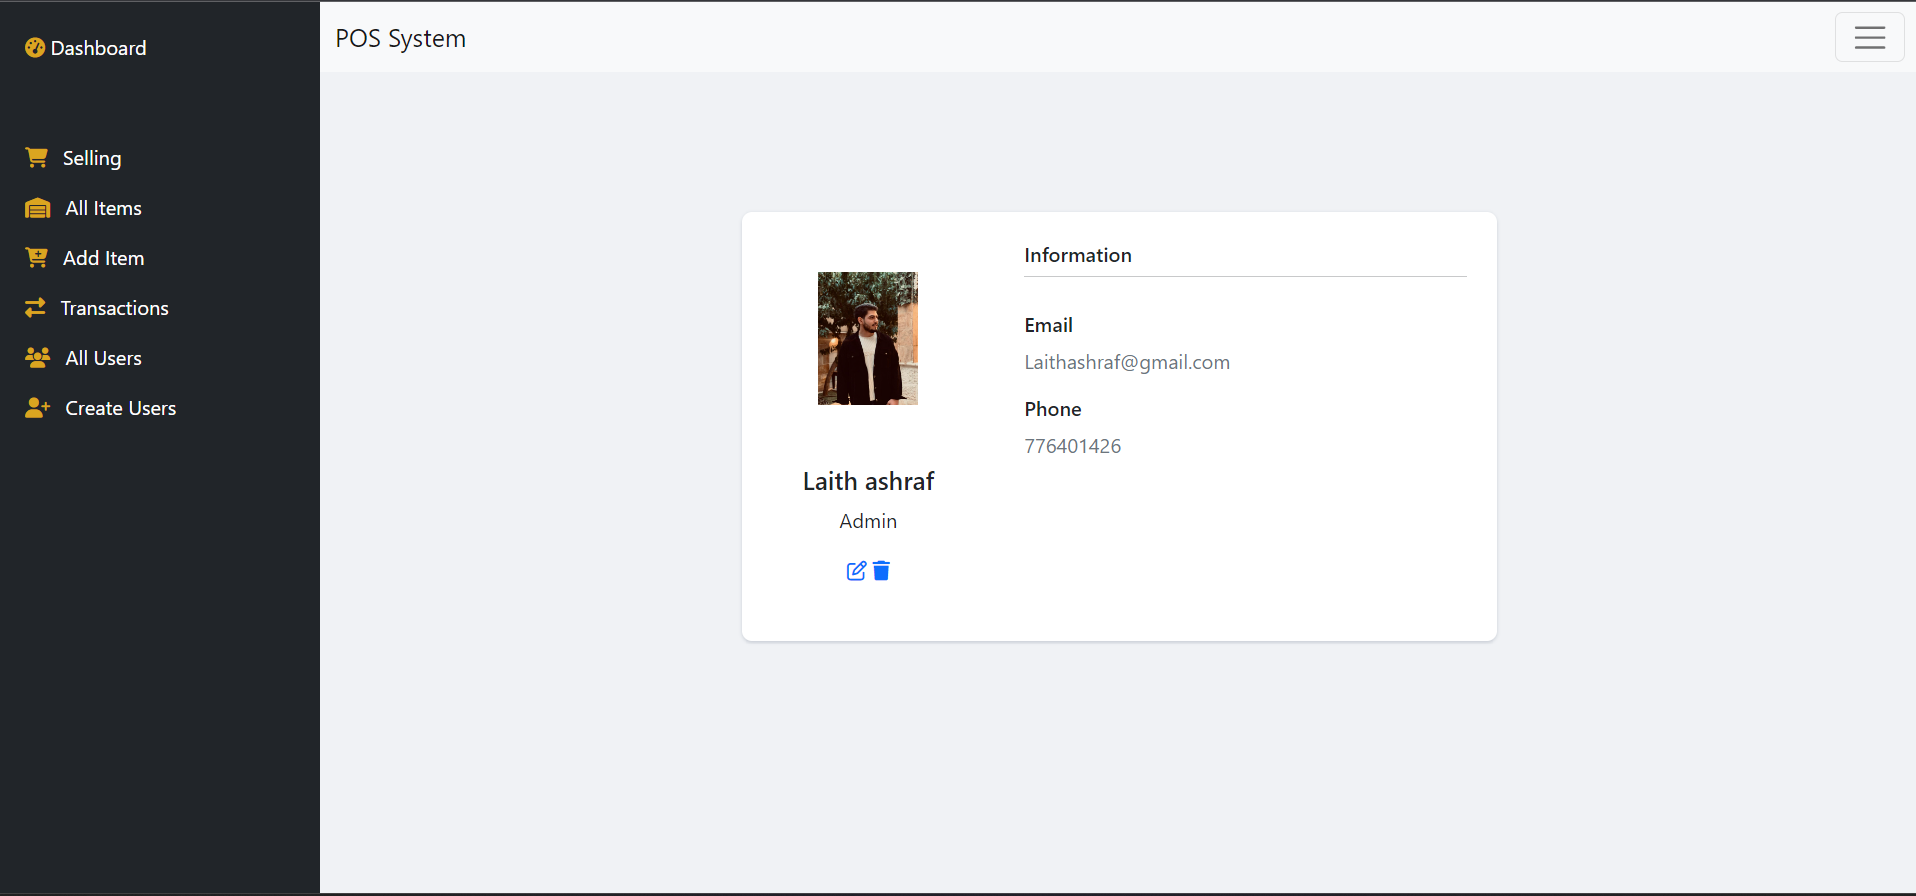 Dashboard
Selling
All Items
Add Item
Transactions
All Users
Create Users
POS System
Laith ashraf
Admin
Information
Email
Laithashraf@gmail.com
Phone
776401426